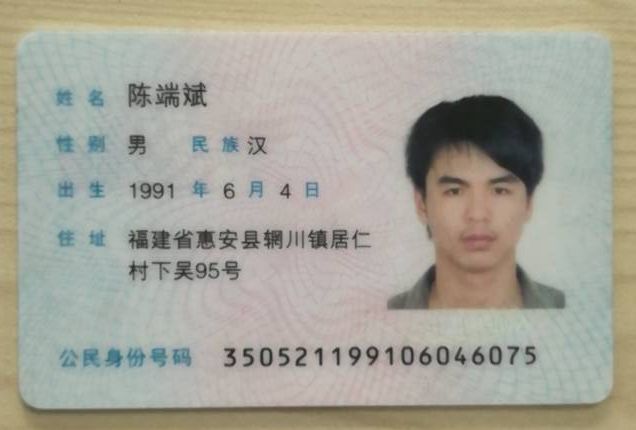 姓名 陈端斌
性别 男 民族 汉
出生 1991 年 6 月 4 日
住址 福建省惠安县辋川镇居仁
村下吴95号
公民身份号码 350521199106046075